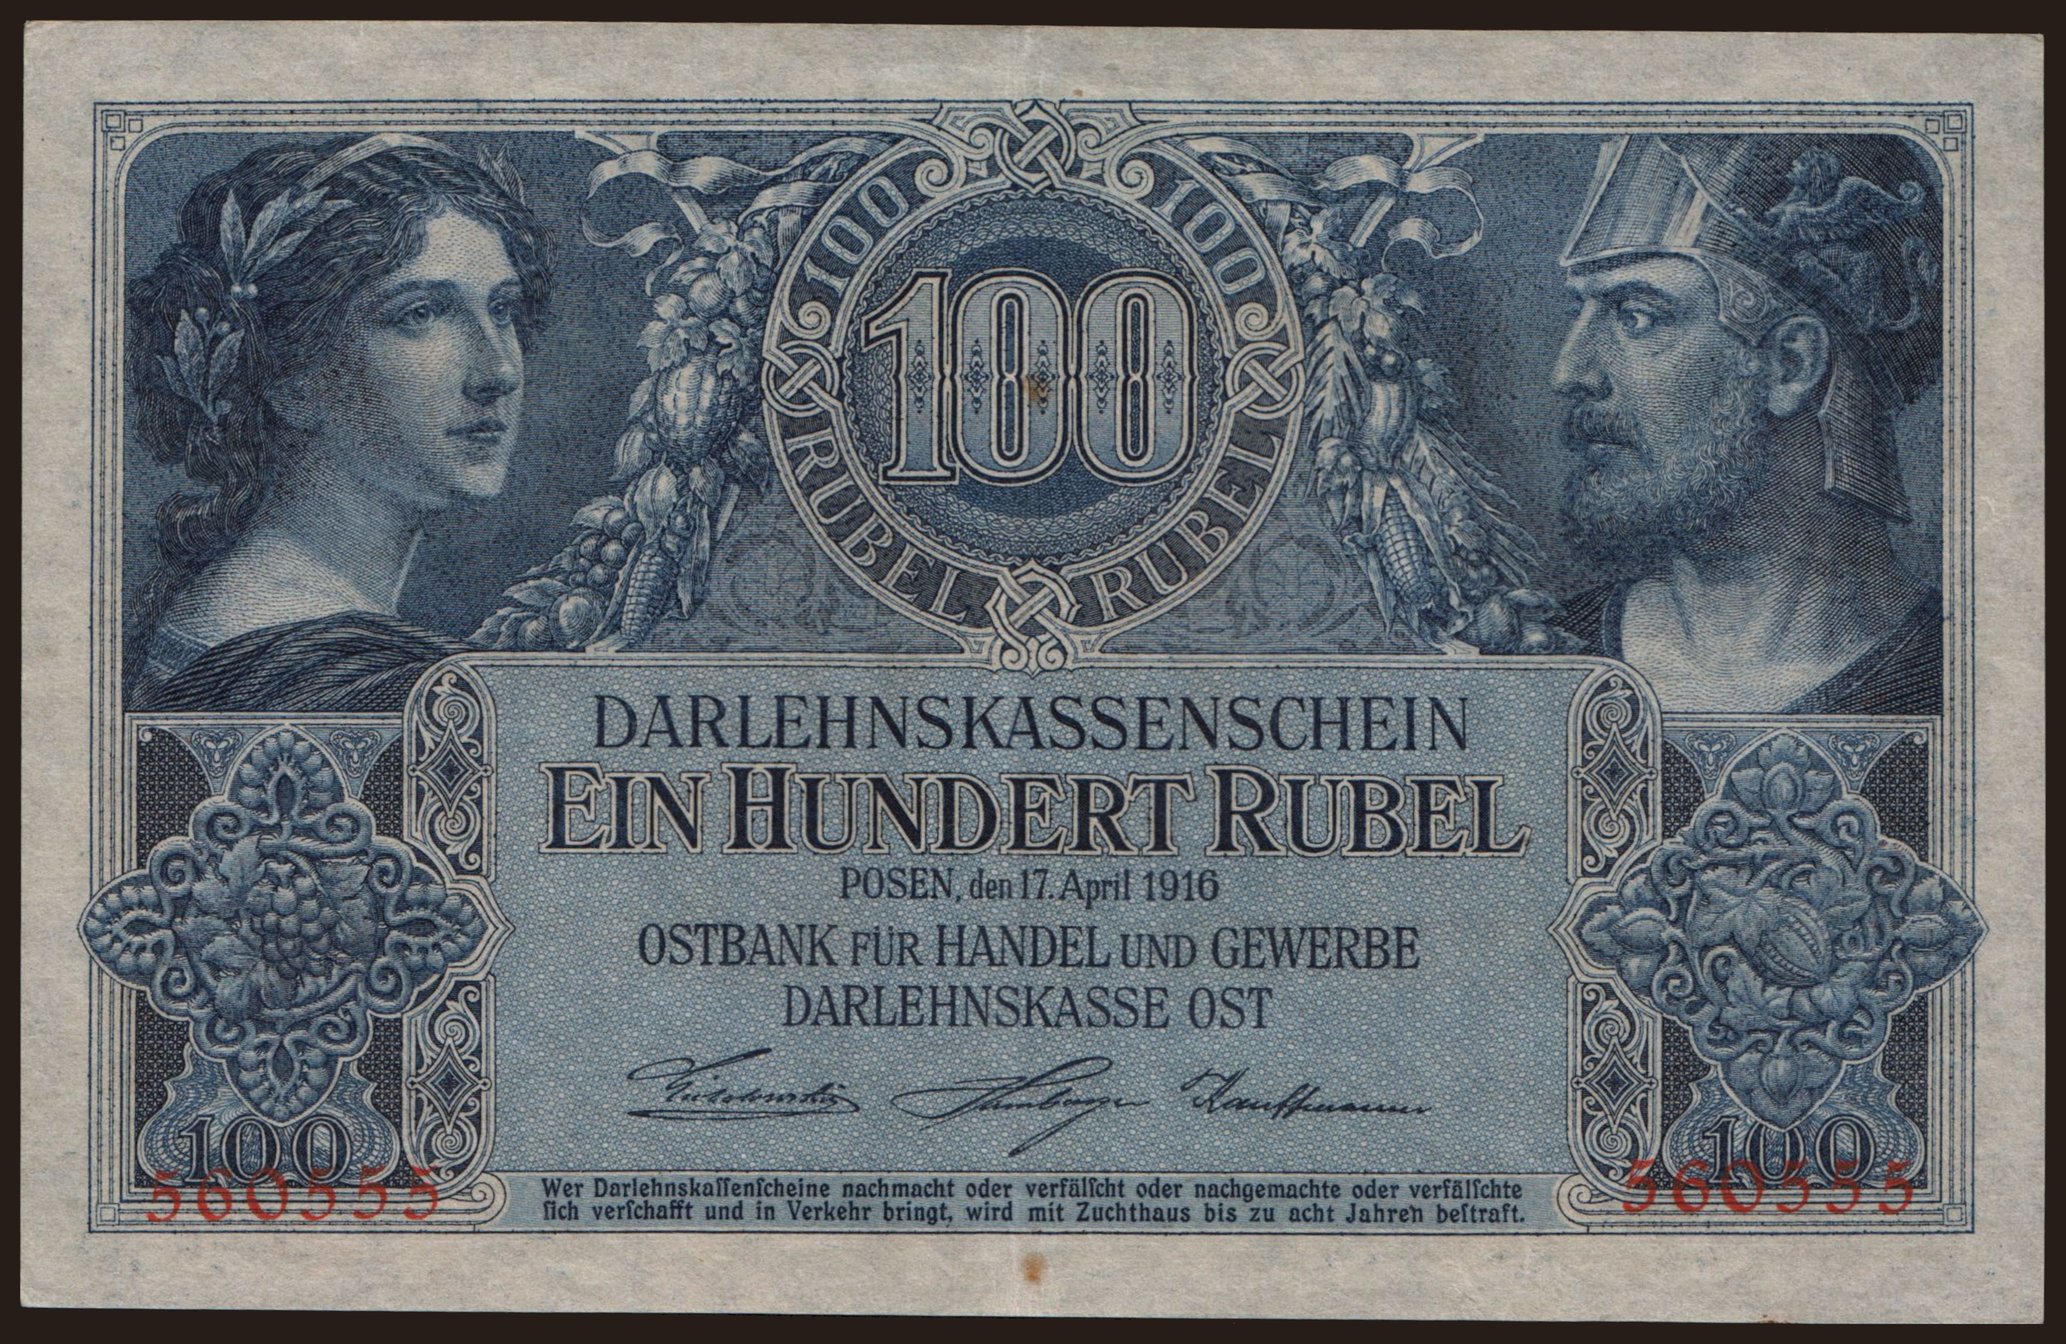 100 100
100
RUBEL RUBEL
DARLEHNSKASSENSCHEIN
EIN HUNDERT RUBEL
POSEN, den 17. April 1916
OSTBANK FÜR HANDEL UND GEWERBE
DARLEHNSKASSE OST
Kauffmann
100 100
560555 560555
Wer Darlehnskaſſenſcheine nachmacht oder verfälſcht oder nachgemachte oder verfälſchte
ſich verſchafft und in Verkehr bringt, wird mit Zuchthaus bis zu acht Jahren beſtraft.